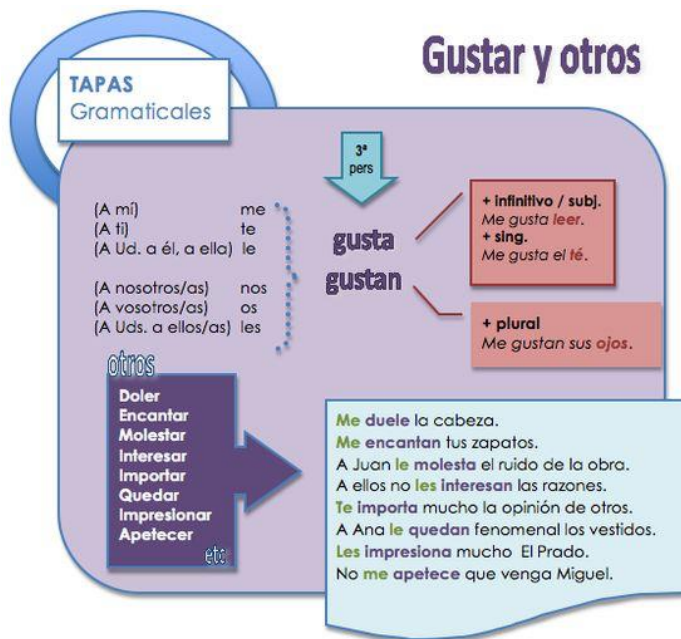 Gustar y otros
TAPAS
Gramaticales
3ª
pers
(A mí) me
(A ti) te
(A Ud. a él, a ella) le
(A nosotros/as) nos
(A vosotros/as) os
(A Uds. a ellos/as) les
gusta
gustan
+ infinitivo / subj.
Me gusta leer.
+ sing.
Me gusta el té.
+ plural
Me gustan sus ojos.
otros
Doler
Encantar
Molestar
Interesar
Importar
Quedar
Impresionar
Apetecer
etc
Me duele la cabeza.
Me encantan tus zapatos.
A Juan le molesta el ruido de la obra.
A ellos no les interesan las razones.
Te importa mucho la opinión de otros.
A Ana le quedan fenomenal los vestidos.
Les impresiona mucho El Prado.
No me apetece que venga Miguel.